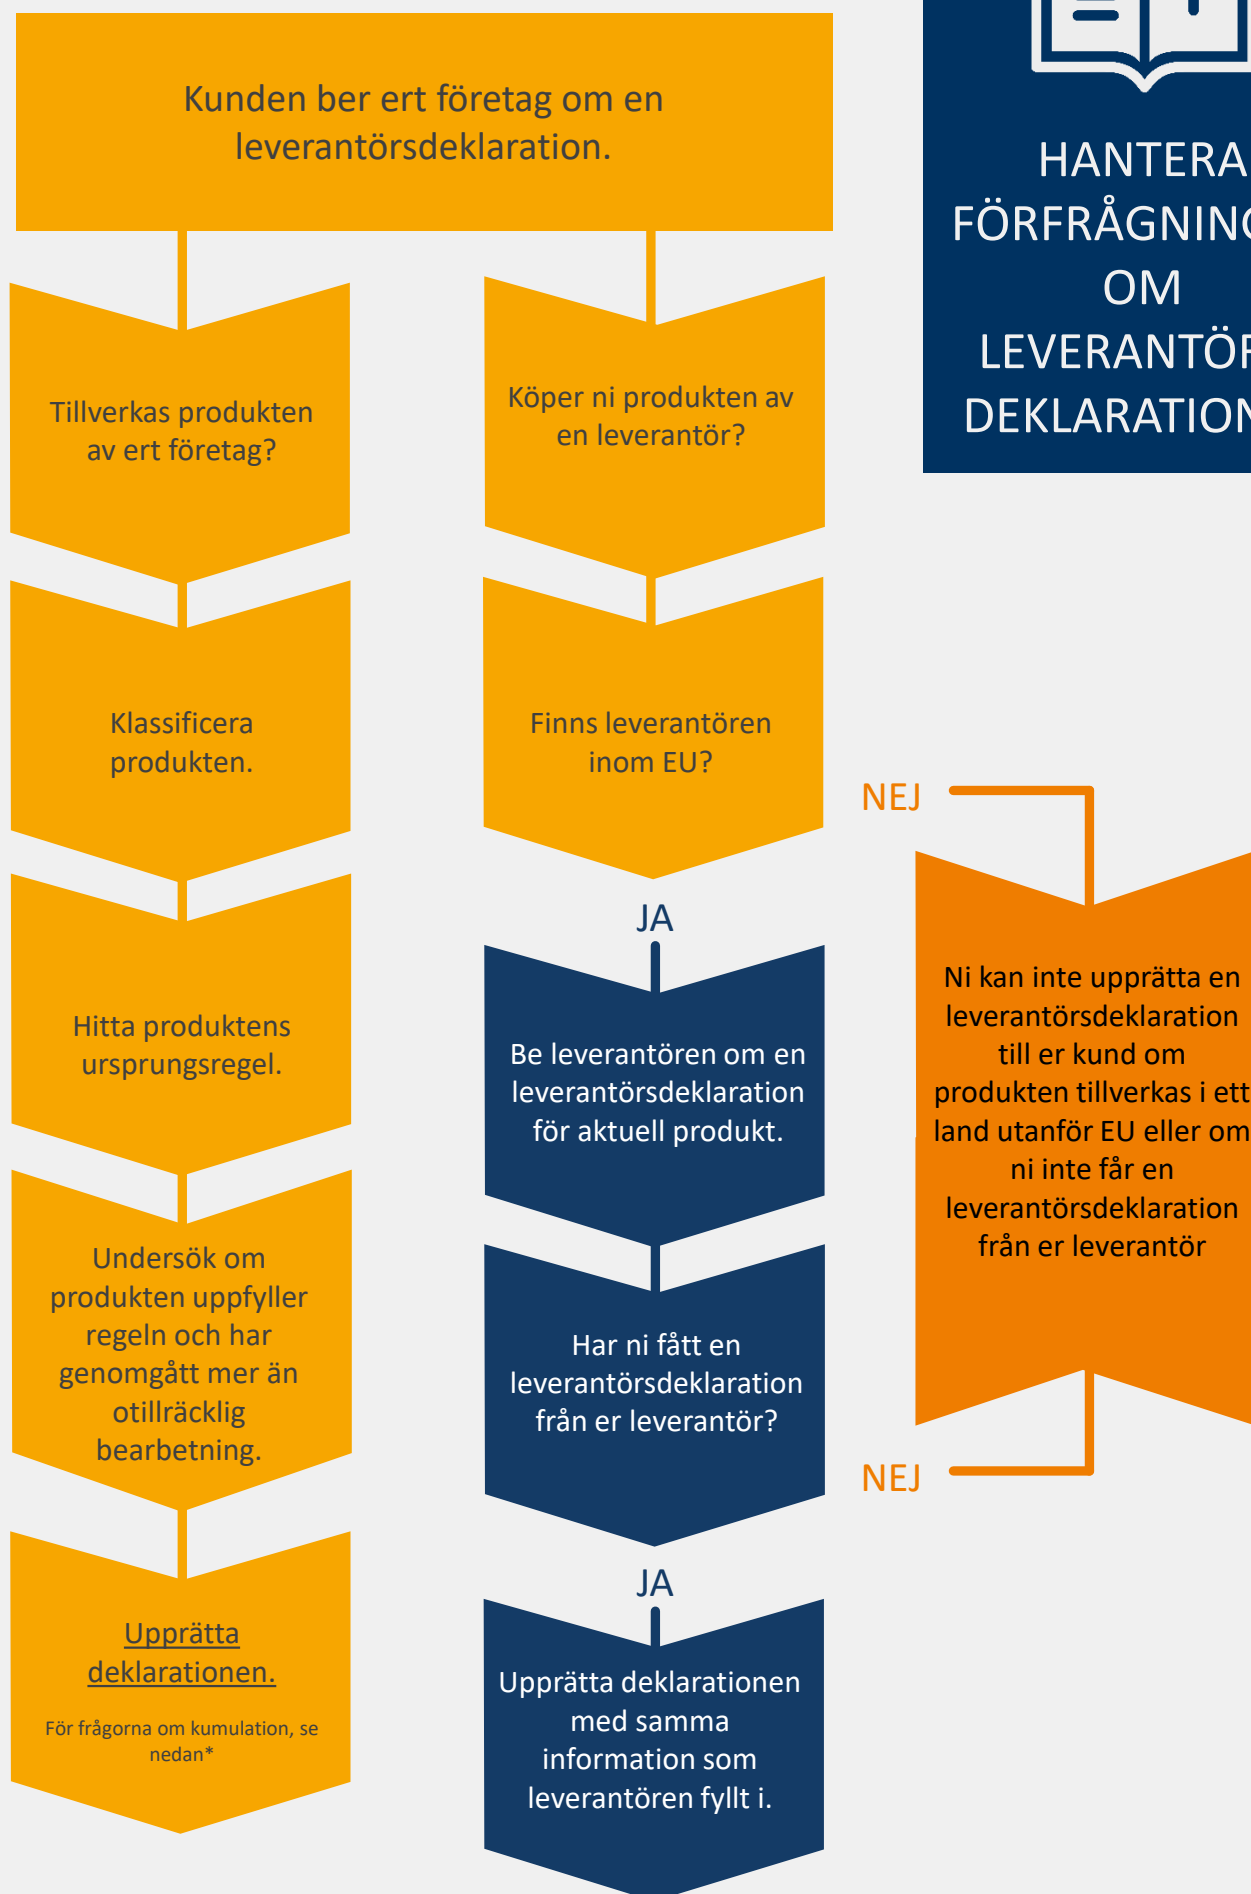 Kunden ber ert företag om en
leverantörsdeklaration.
HANTERA
OM
Tillverkas produkten
av ert företag?
Köper ni produkten av
en leverantör?
Klassificera
produkten.
Finns leverantören
inom EU?
NEJ
JA
Hitta produktens
ursprungsregel.
Be leverantören om en
leverantörsdeklaration
för aktuell produkt.
Ni kan inte upprätta en
leverantörsdeklaration
till er kund om
produkten tillverkas i ett
land utanför EU eller om
ni inte får en
leverantörsdeklaration
från er leverantör
Undersök om
produkten uppfyller
regeln och har
genomgått mer än
otillräcklig
bearbetning.
Har ni fått en
leverantörsdeklaration
från er leverantör?
NEJ
JA
Upprätta
deklarationen.
För frågorna om kumulation, se
nedan*
Upprätta deklarationen
med samma
information som
leverantören fyllt i.